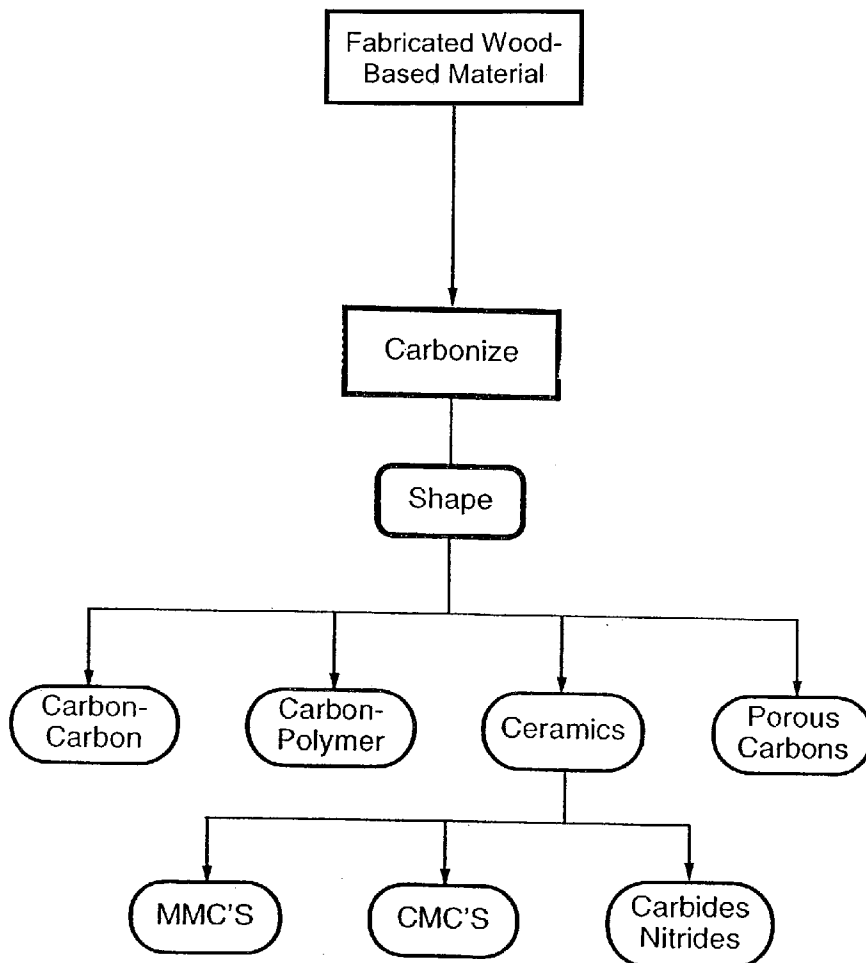 Fabricated Wood-
Based Material
Carbonize
Shape
Carbon-
Carbon
Carbon-
Polymer
Ceramics
Porous
Carbons
MMC'S
CMC'S
Carbides
Nitrides